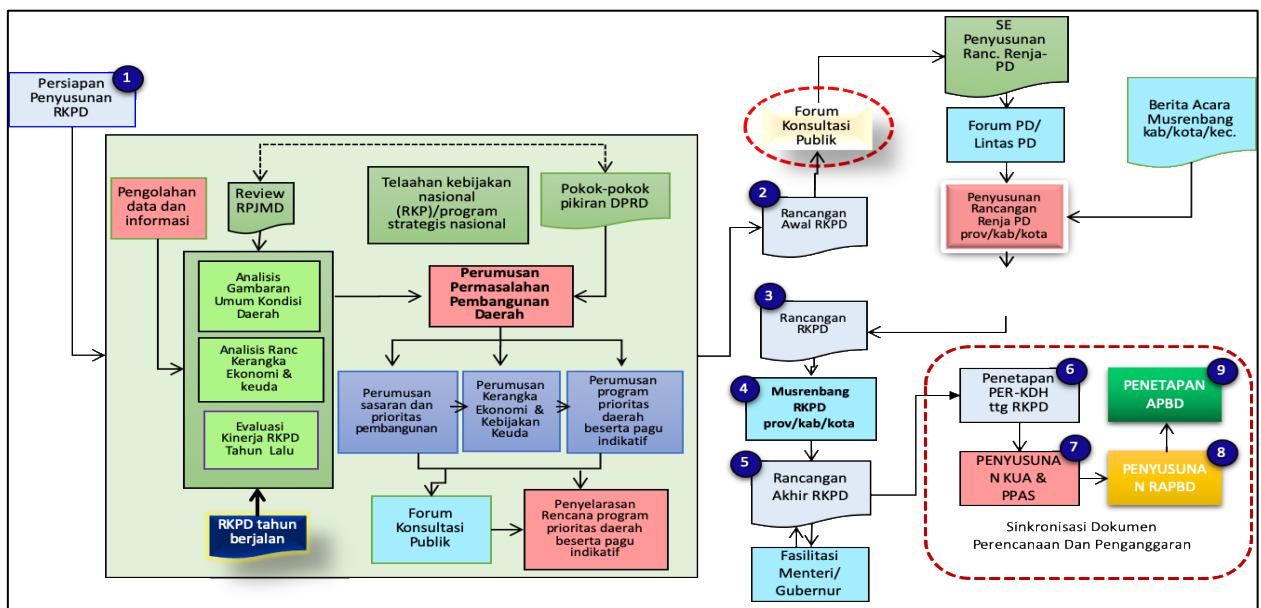 1
Persiapan
Penyusunan
RKPD
Pengolahan
data dan
informasi
Review
RPJMD
Telaahan kebijakan
nasional
(RKP)/program
strategis nasional
Pokok-pokok
pikiran DPRD
Analisis
Gambaran
Umum Kondisi
Daerah
Analisis Ranc
Kerangka
Ekonomi &
keuda
Evaluasi
Kinerja RKPD
Tahun Lalu
RKPD tahun
berjalan
Perumusan
Permasalahan
Pembangunan
Daerah
Perumusan
sasaran dan
prioritas
pembangunan
Perumusan
Kerangka
Ekonomi &
Kebijakan
Keuda
Perumusan
program
prioritas
daerah
beserta pagu
indikatif
Forum
Konsultasi
Publik
Penyelarasan
Rencana program
prioritas daerah
beserta pagu
indikatif
2
Rancangan
Awal RKPD
Forum
Konsultasi
Publik
SE
Penyusunan
Ranc. Renja-
PD
Forum PD/
Lintas PD
Penyusunan
Rancangan
Renja PD
prov/kab/kota
Berita Acara
Musrenbang
kab/kota/kec.
3
Rancangan
RKPD
4
Musrenbang
RKPD
prov/kab/kota
5
Rancangan
Akhir RKPD
Fasilitasi
Menteri/
Gubernur
6
Penetapan
PER-KDH
ttg RKPD
7
PENYUSUNA
N KUA &
PPAS
8
PENYUSUNA
N RAPBD
9
PENETAPAN
APBD
Sinkronisasi Dokumen
Perencanaan Dan Penganggaran